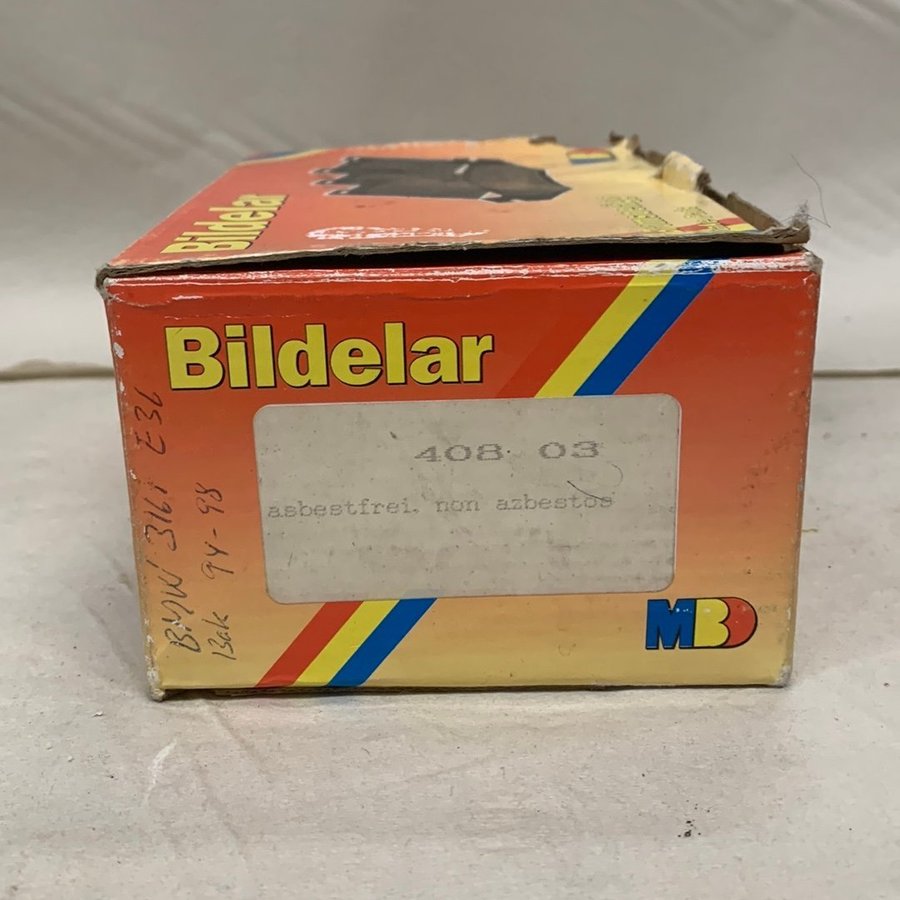 Bildelar
Bildelar
408 03
asbestfrei. non azbestos
BMW 316i E36
Bak 94-98
MBD